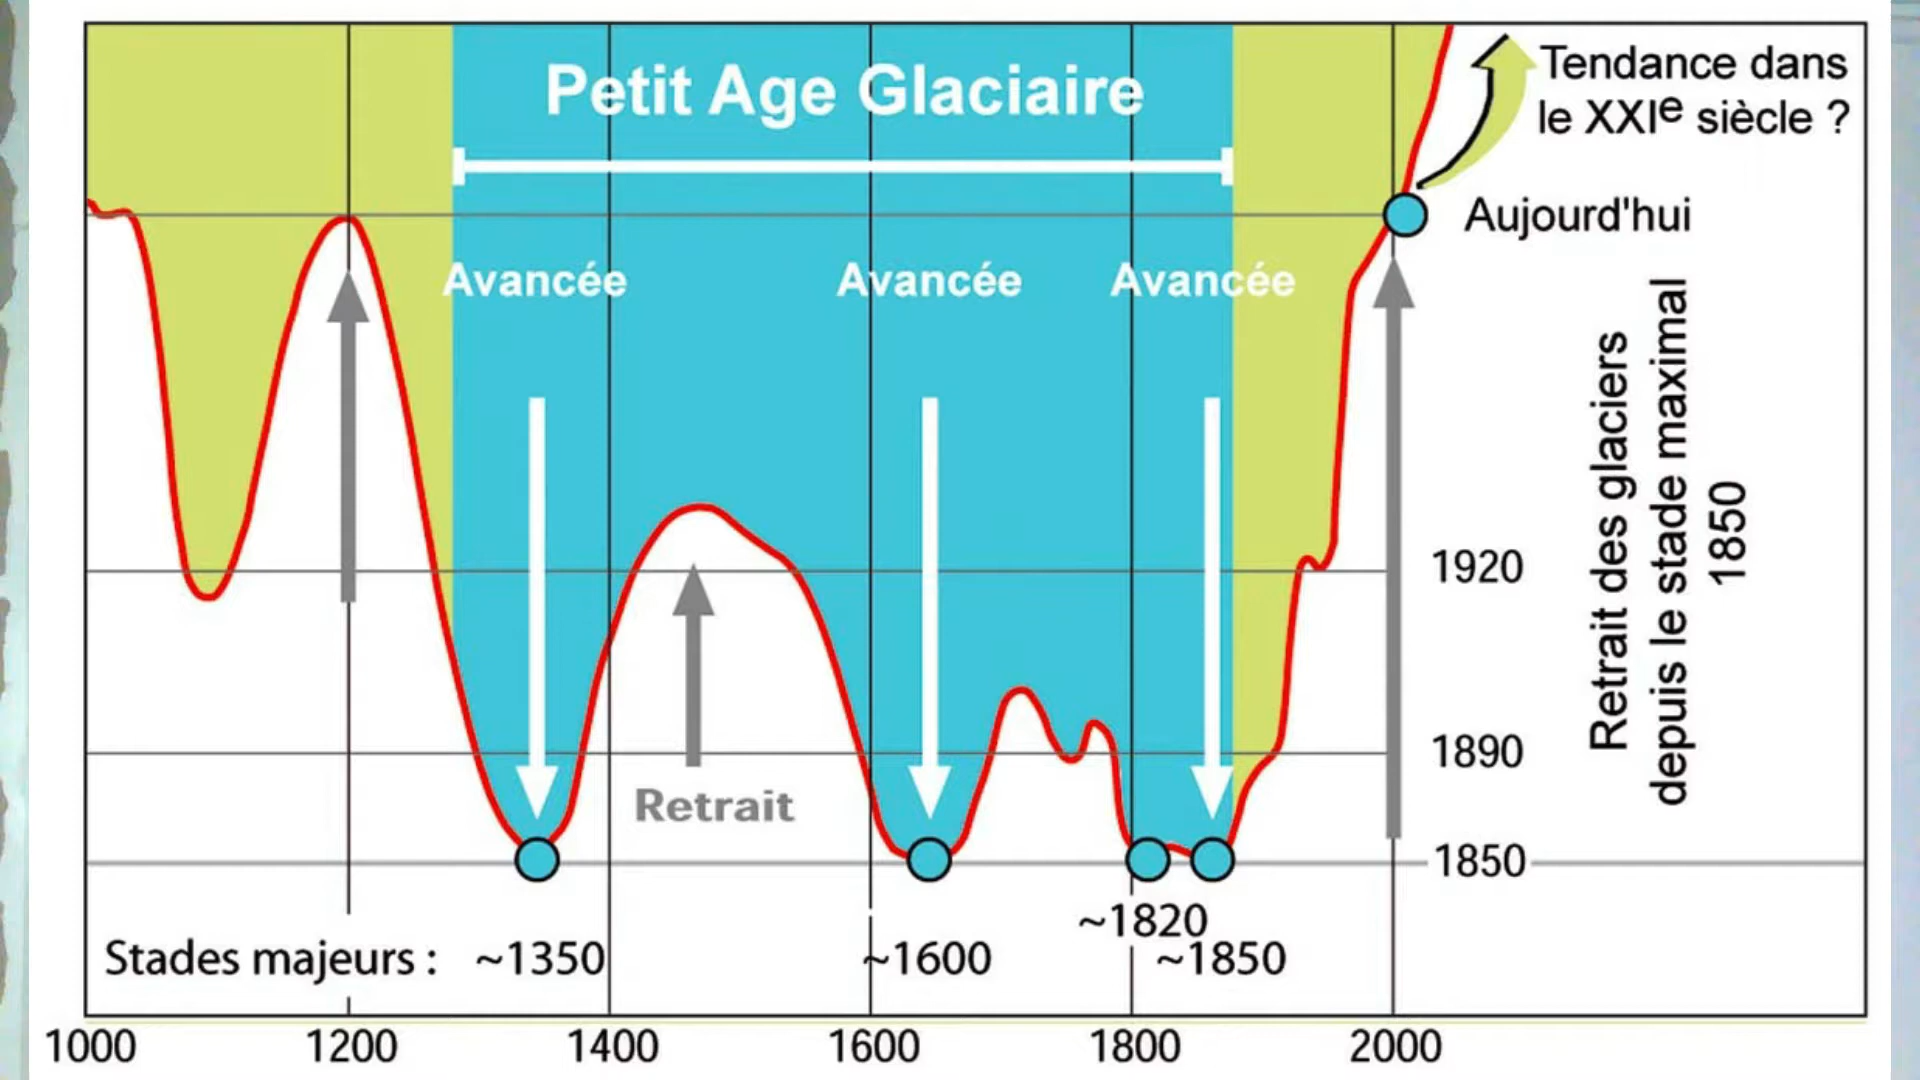 Petit Age Glaciaire
Tendance dans
le XXIe siècle ?
Aujourd'hui
Avancée
Avancée
Avancée
Retrait des glaciers
depuis le stade maximal
1850
1920
1890
Retrait
1850
~1820
Stades majeurs : ~1350 ~1600 ~1850
1000 1200 1400 1600 1800 2000